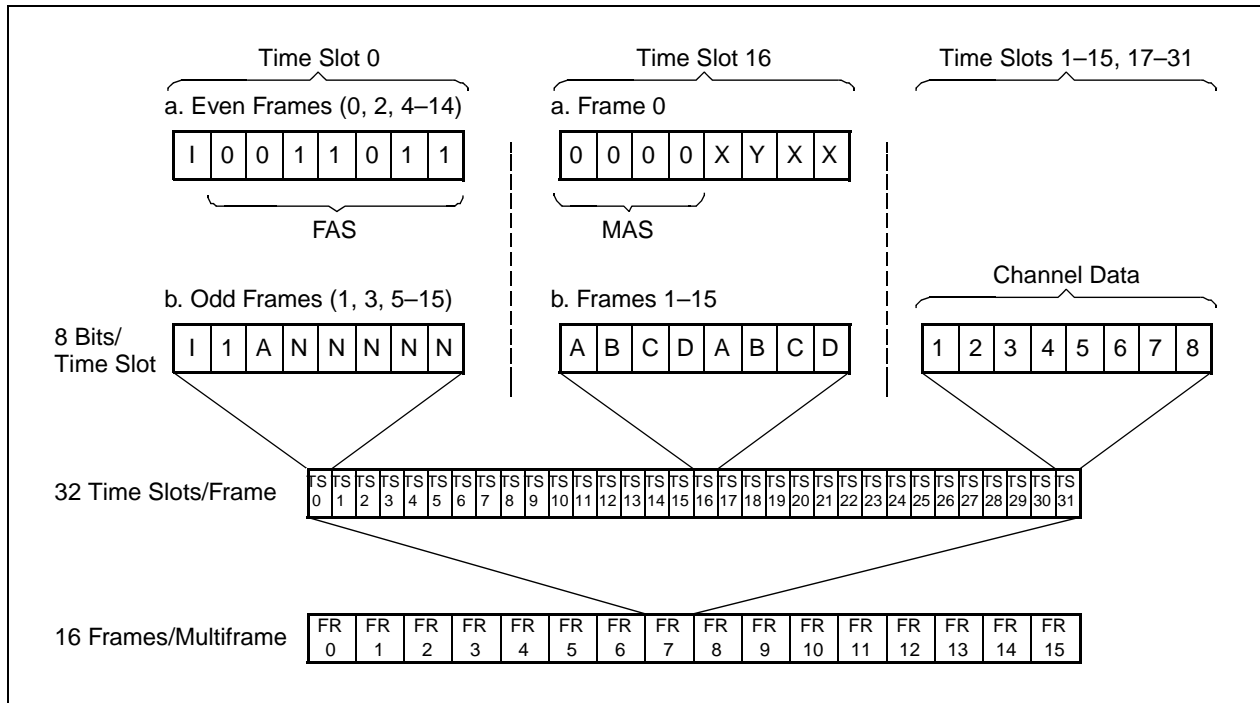 Time Slot 0
Time Slot 16
Time Slots 1–15, 17–31
a. Even Frames (0, 2, 4–14)
a. Frame 0
I 0 0 1 1 0 1 1
0 0 0 0 X Y X X
FAS
MAS
Channel Data
b. Odd Frames (1, 3, 5–15)
b. Frames 1–15
8 Bits/
Time Slot
I 1 A N N N N N
A B C D A B C D
1 2 3 4 5 6 7 8
32 Time Slots/Frame
TS TS TS TS TS TS TS TS TS TS TS TS TS TS TS TS TS TS TS TS TS TS TS TS TS TS TS TS TS TS TS TS
0 1 2 3 4 5 6 7 8 9 10 11 12 13 14 15 16 17 18 19 20 21 22 23 24 25 26 27 28 29 30 31
16 Frames/Multiframe
FR FR FR FR FR FR FR FR FR FR FR FR FR FR FR FR
0 1 2 3 4 5 6 7 8 9 10 11 12 13 14 15